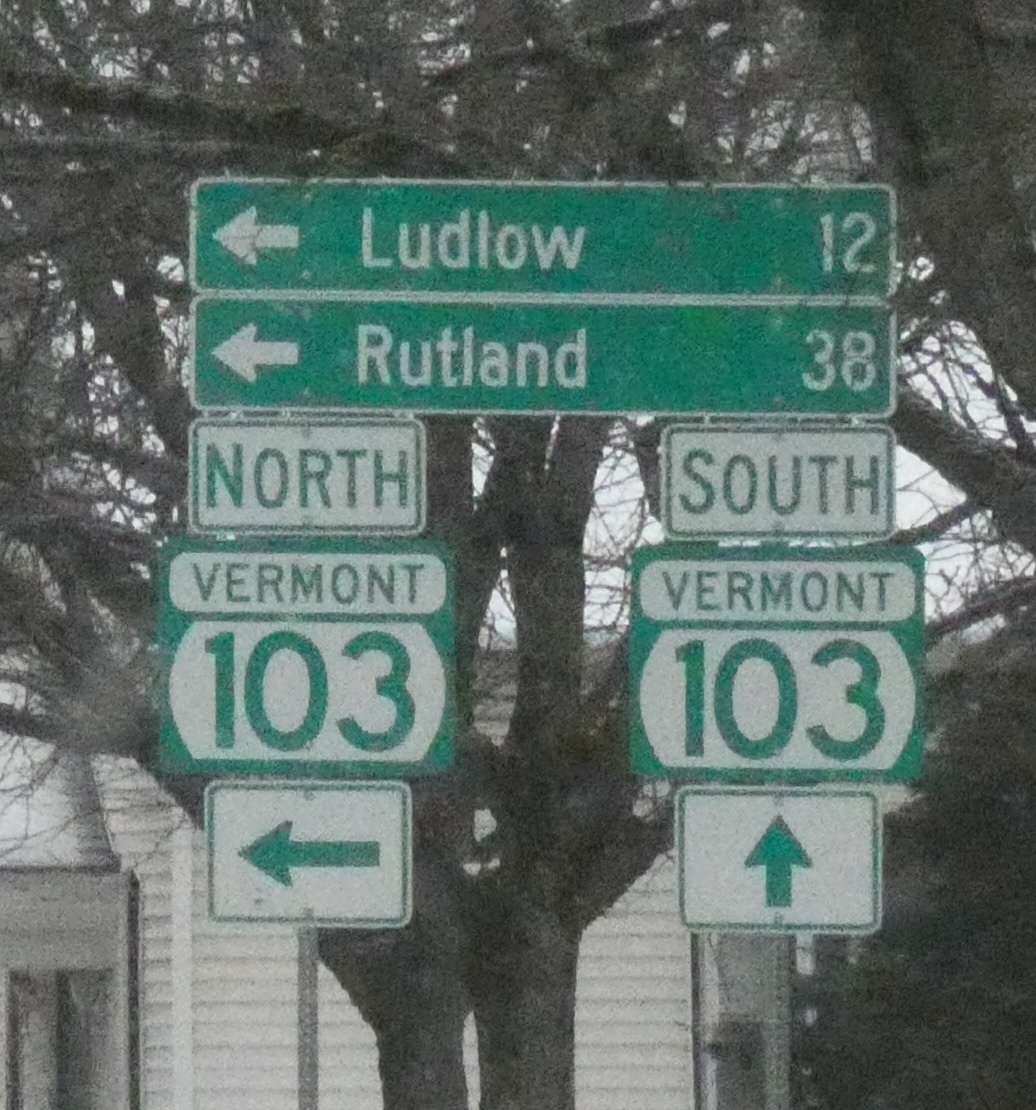 Ludlow 12
Rutland 38
NORTH
VERMONT
103
SOUTH
VERMONT
103